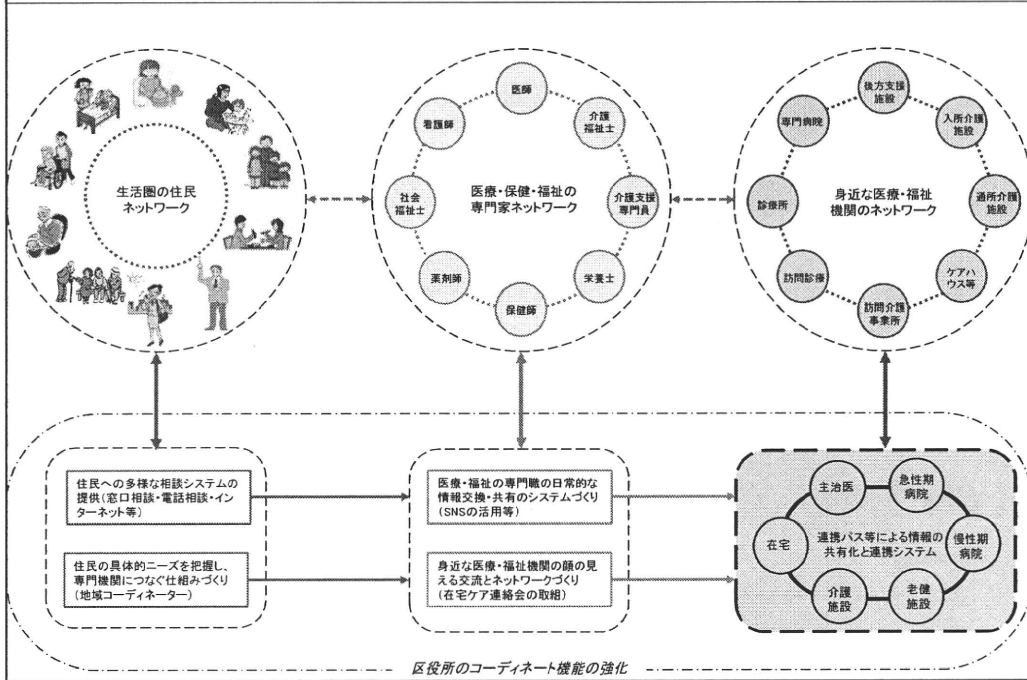 生活圏の住民
ネットワーク
医師
看護師
介護
福祉士
社会
福祉士
医療・保健・福祉の
専門家ネットワーク
介護支援
専門員
薬剤師
栄養士
保健師
後方支援
施設
専門病院
入所介護
施設
診療所
身近な医療・福祉
機関のネットワーク
通所介護
施設
訪問診療
ケアハ
ウス等
訪問介護
事業所
住民への多様な相談システムの
提供(窓口相談・電話相談・イン
ターネット等)
住民の具体的ニーズを把握し、
専門機関につなぐ仕組みづくり
(地域コーディネーター)
医療・福祉の専門職の日常的な
情報交換・共有のシステムづくり
(SNSの活用等)
身近な医療・福祉機関の顔の見
える交流とネットワークづくり
(在宅ケア連絡会の取組)
主治医
急性期
病院
在宅
連携パス等による情報の
共有化と連携システム
慢性期
病院
介護
施設
老健
施設
区役所のコーディネート機能の強化